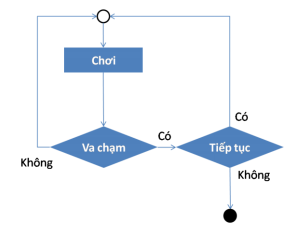 Chơi
Có
Va chạm
Có
Tiếp tục
Không
Không